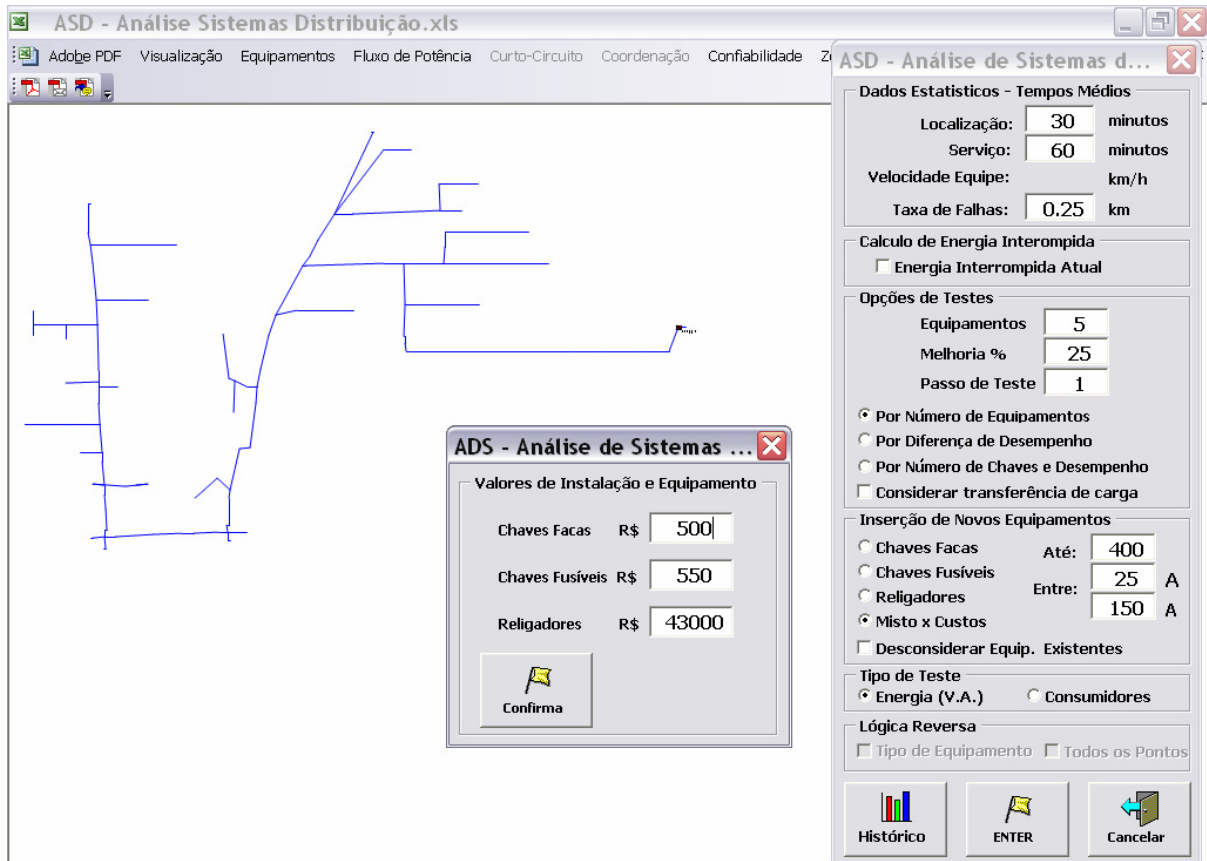 ASD - Análise Sistemas Distribuição.xls
Adobe PDF Visualização Equipamentos Fluxo de Potência Curto-Circuito Coordenação Confiabilidade
ASD - Análise de Sistemas d...
Dados Estatisticos - Tempos Médios
Localização: 30 minutos
Serviço: 60 minutos
Velocidade Equipe: km/h
Taxa de Falhas: 0.25 km
Calculo de Energia Interompida
Energia Interrompida Atual
Opções de Testes
Equipamentos 5
Melhoria % 25
Passo de Teste 1
Por Número de Equipamentos
Por Diferença de Desempenho
Por Número de Chaves e Desempenho
Considerar transferência de carga
Inserção de Novos Equipamentos
Chaves Facas Até: 400
Chaves Fusíveis Entre: 25 A
Religadores 150 A
Misto x Custos
Desconsiderar Equip. Existentes
Tipo de Teste
Energia (V.A.) Consumidores
Lógica Reversa
Tipo de Equipamento Todos os Pontos
Histórico ENTER Cancelar
ADS - Análise de Sistemas ...
Valores de Instalação e Equipamento
Chaves Facas R$ 500
Chaves Fusíveis R$ 550
Religadores R$ 43000
Confirma